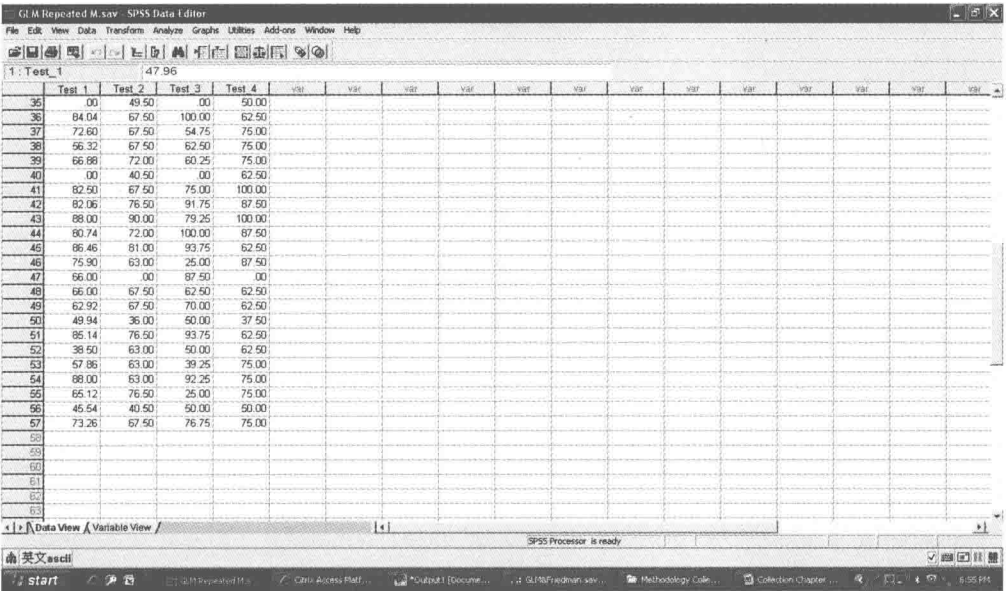 GLM Repeated M.sav - SPSS Data Editor
File Edit View Data Transform Analyze Graphs Utilities Add-ons Window Help
1 : Test_1 47.96
Test_1 Test_2 Test_3 Test_4 var var var var var var var var var var var
35 .00 49.50 .00 50.00
36 84.04 67.50 100.00 62.50
37 72.60 67.50 54.75 75.00
38 56.32 67.50 62.50 75.00
39 66.88 72.00 60.25 75.00
40 .00 40.50 .00 62.50
41 82.50 67.50 75.00 100.00
42 82.06 76.50 91.75 87.50
43 88.00 90.00 79.25 100.00
44 80.74 72.00 100.00 87.50
45 86.46 81.00 93.75 62.50
46 75.90 63.00 25.00 87.50
47 66.00 .00 87.50 .00
48 66.00 67.50 62.50 62.50
49 62.92 67.50 70.00 62.50
50 49.94 36.00 50.00 37.50
51 85.14 76.50 93.75 62.50
52 38.50 63.00 50.00 62.50
53 57.86 63.00 39.25 75.00
54 88.00 63.00 92.25 75.00
55 65.12 76.50 25.00 75.00
56 45.54 40.50 50.00 50.00
57 73.26 67.50 76.75 75.00
58
59
60
61
62
63
Data View Variable View
SPSS Processor is ready
英文ascII
start GLM Repeated M.s... Citrix Access Platf... *Output1 [Docume... GLM&Friedman.sav... Methodology Colle... Colection Chapter ... 6:55 PM